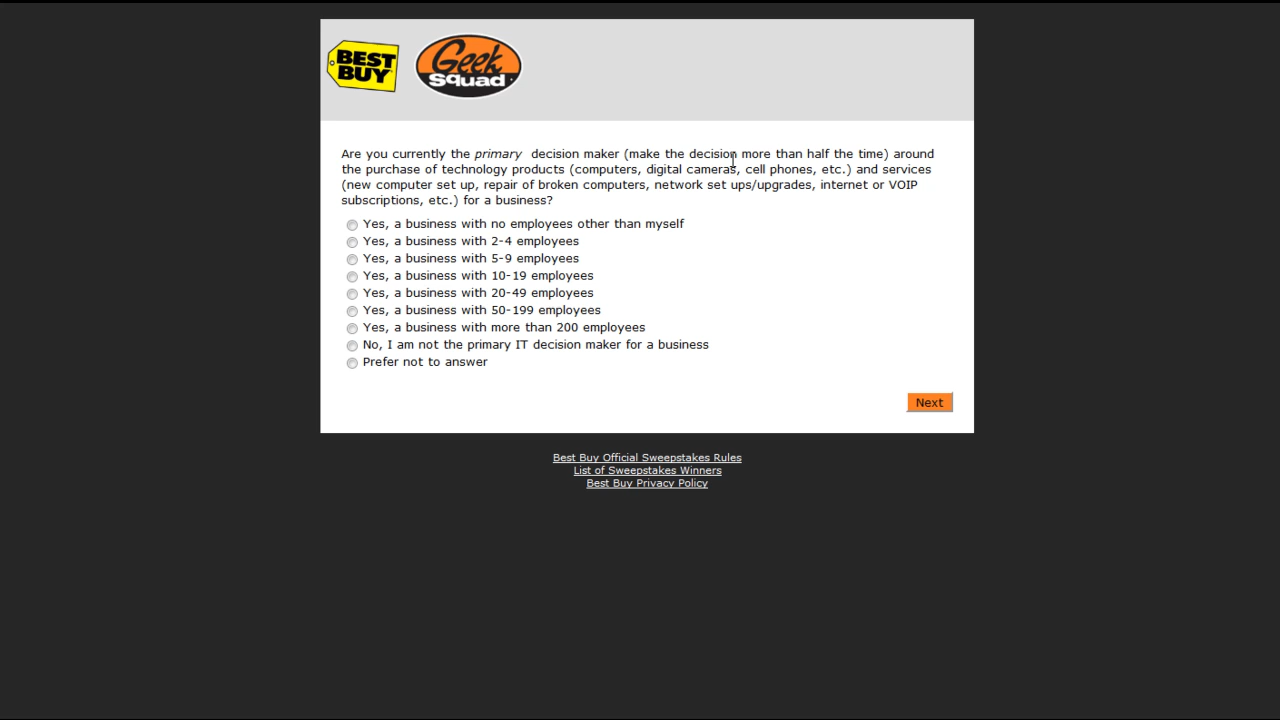 BEST
BUY
Geek
Squad
Are you currently the primary decision maker (make the decision more than half the time) around
the purchase of technology products (computers, digital cameras, cell phones, etc.) and services
(new computer set up, repair of broken computers, network set ups/upgrades, internet or VOIP
subscriptions, etc.) for a business?
Yes, a business with no employees other than myself
Yes, a business with 2-4 employees
Yes, a business with 5-9 employees
Yes, a business with 10-19 employees
Yes, a business with 20-49 employees
Yes, a business with 50-199 employees
Yes, a business with more than 200 employees
No, I am not the primary IT decision maker for a business
Prefer not to answer
Next
Best Buy Official Sweepstakes Rules
List of Sweepstakes Winners
Best Buy Privacy Policy